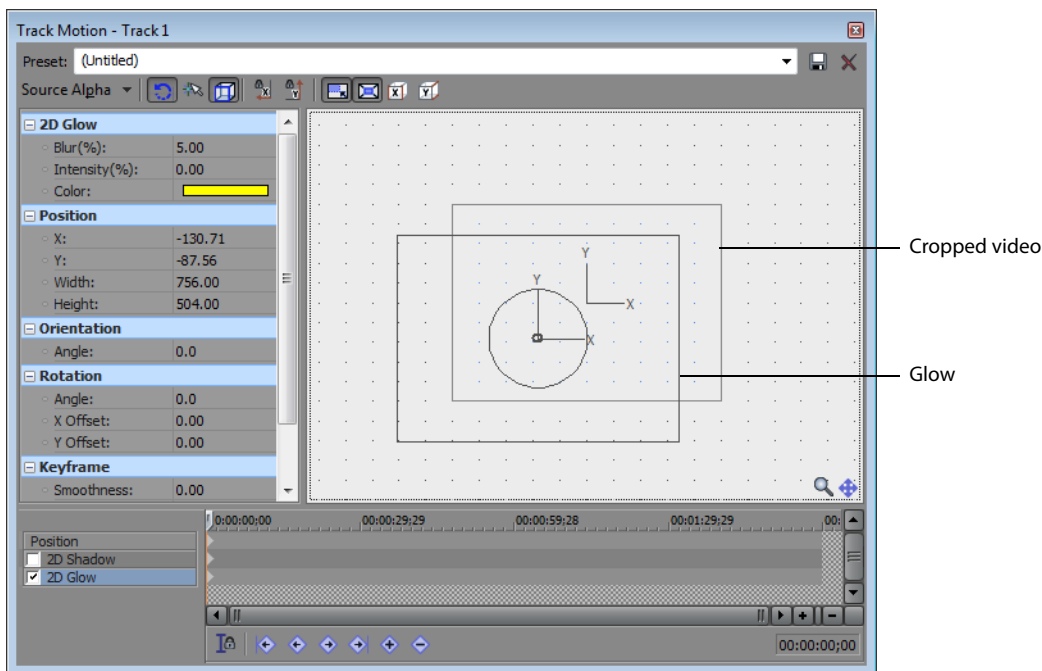 Track Motion - Track 1
Preset: (Untitled)
Source Alpha
2D Glow
Blur(%): 5.00
Intensity(%): 0.00
Color:
Position
X: -130.71
Y: -87.56
Width: 756.00
Height: 504.00
Orientation
Angle: 0.0
Rotation
Angle: 0.0
X Offset: 0.00
Y Offset: 0.00
Keyframe
Smoothness: 0.00
Y
X
Y
X
Cropped video
Glow
0:00:00;00 00:00:29;29 00:00:59;28 00:01:29;29 00:
Position
2D Shadow
2D Glow
00:00:00;00